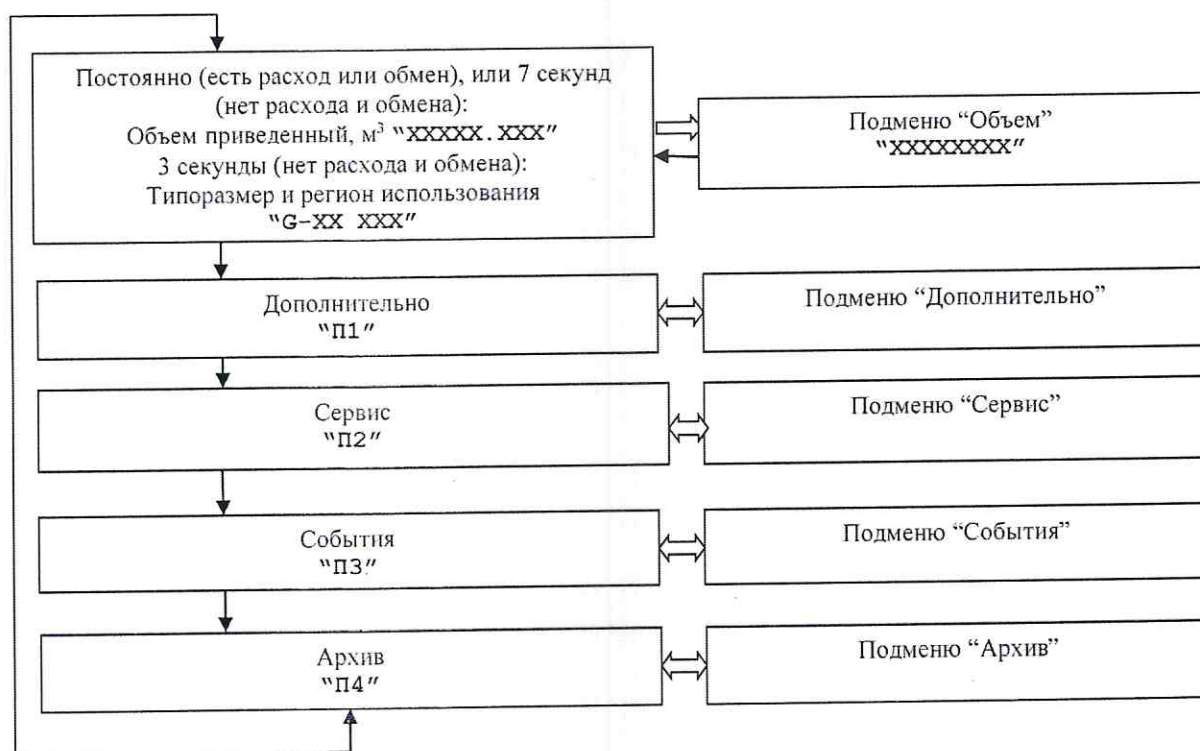 Постоянно (есть расход или обмен), или 7 секунд
(нет расхода и обмена):
Объем приведенный, м³ “XXXXX.XXX”
3 секунды (нет расхода и обмена):
Типоразмер и регион использования
“G-XX XXX”
Подменю “Объем”
“XXXXXXXX”
Дополнительно
“П1”
Подменю “Дополнительно”
Сервис
“П2”
Подменю “Сервис”
События
“П3”
Подменю “События”
Архив
“П4”
Подменю “Архив”